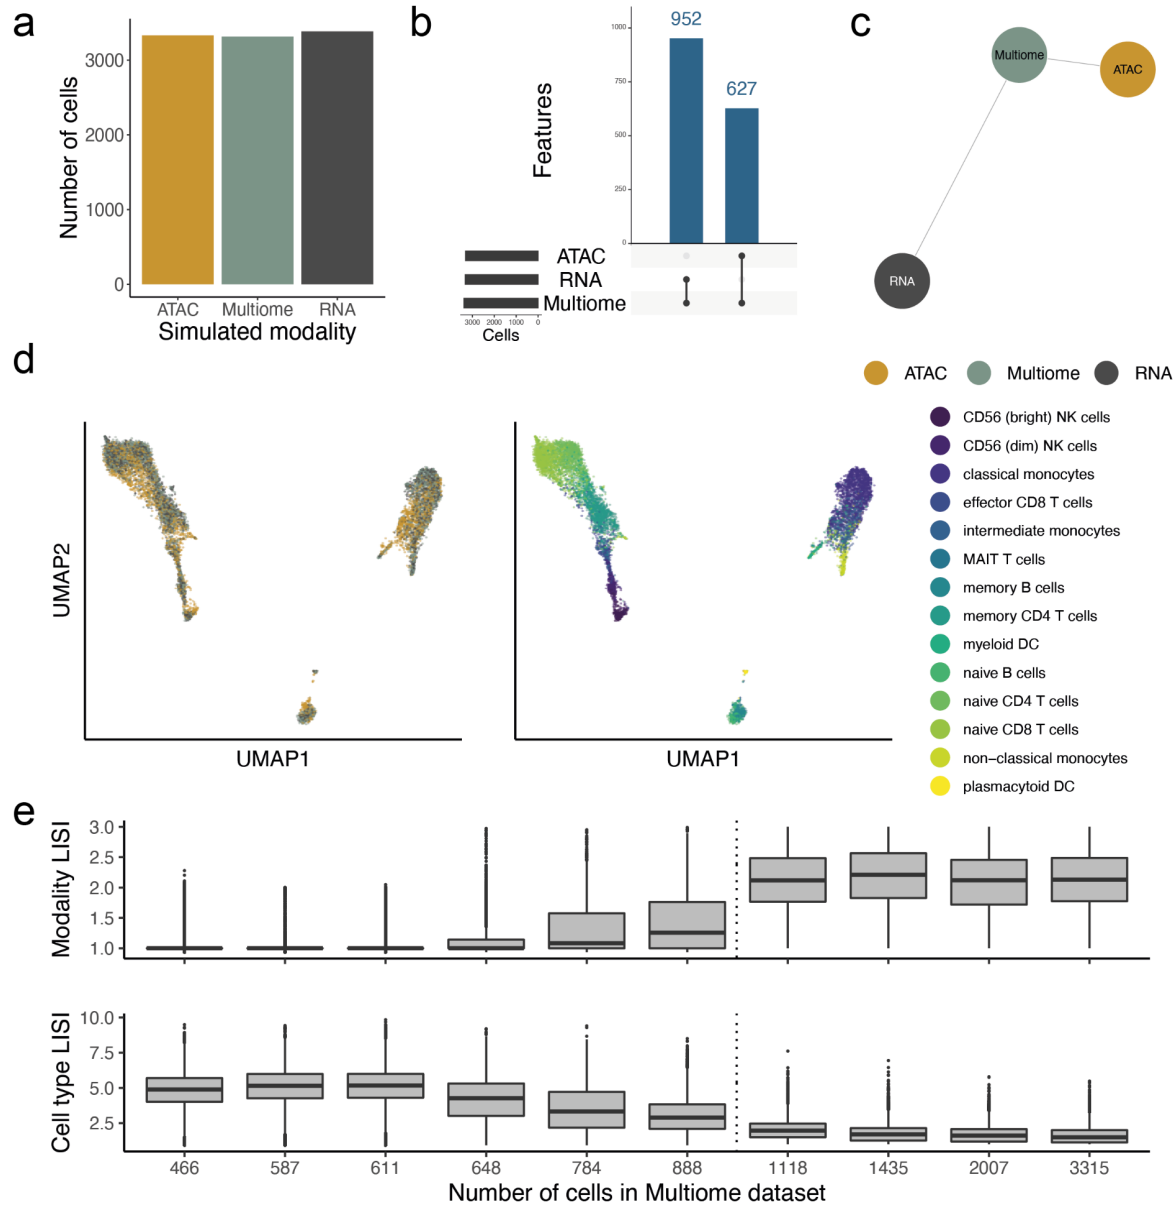 a
Number of cells
3000
2000
1000
0
ATAC
Multiome
RNA
Simulated modality
b
Features
1000
750
500
250
0
952
627
ATAC
RNA
Multiome
3000
2000
1000
0
Cells
c
Multiome
ATAC
RNA
d
ATAC
Multiome
RNA
UMAP2
UMAP1
UMAP1
CD56 (bright) NK cells
CD56 (dim) NK cells
classical monocytes
effector CD8 T cells
intermediate monocytes
MAIT T cells
memory B cells
memory CD4 T cells
myeloid DC
naive B cells
naive CD4 T cells
naive CD8 T cells
non−classical monocytes
plasmacytoid DC
e
Modality LISI
3.0
2.5
2.0
1.5
1.0
Cell type LISI
10.0
7.5
5.0
2.5
466
587
611
648
784
888
1118
1435
2007
3315
Number of cells in Multiome dataset